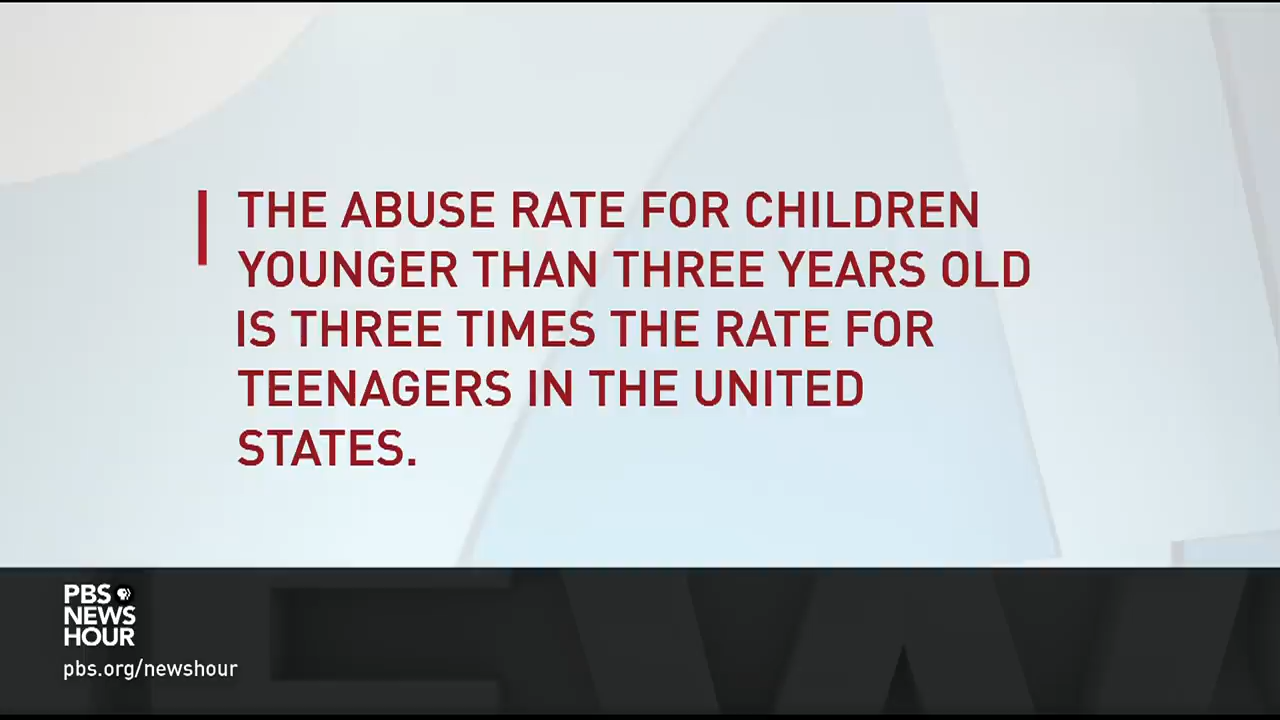 THE ABUSE RATE FOR CHILDREN
YOUNGER THAN THREE YEARS OLD
IS THREE TIMES THE RATE FOR
TEENAGERS IN THE UNITED
STATES.
PBS
NEWS
HOUR
pbs.org/newshour